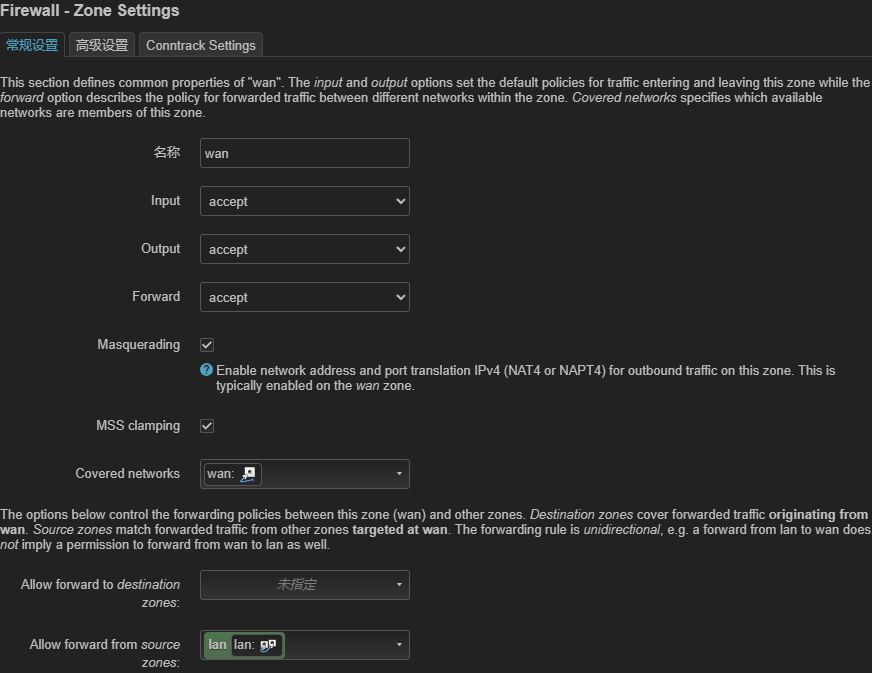 Firewall - Zone Settings
常规设置 高级设置 Conntrack Settings
This section defines common properties of "wan". The input and output options set the default policies for traffic entering and leaving this zone while the
forward option describes the policy for forwarded traffic between different networks within the zone. Covered networks specifies which available
networks are members of this zone.
名称 wan
Input accept
Output accept
Forward accept
Masquerading
Enable network address and port translation IPv4 (NAT4 or NAPT4) for outbound traffic on this zone. This is
typically enabled on the wan zone.
MSS clamping
Covered networks wan:
The options below control the forwarding policies between this zone (wan) and other zones. Destination zones cover forwarded traffic originating from
wan. Source zones match forwarded traffic from other zones targeted at wan. The forwarding rule is unidirectional, e.g. a forward from lan to wan does
not imply a permission to forward from wan to lan as well.
Allow forward to destination 未指定
zones:
Allow forward from source lan lan:
zones: